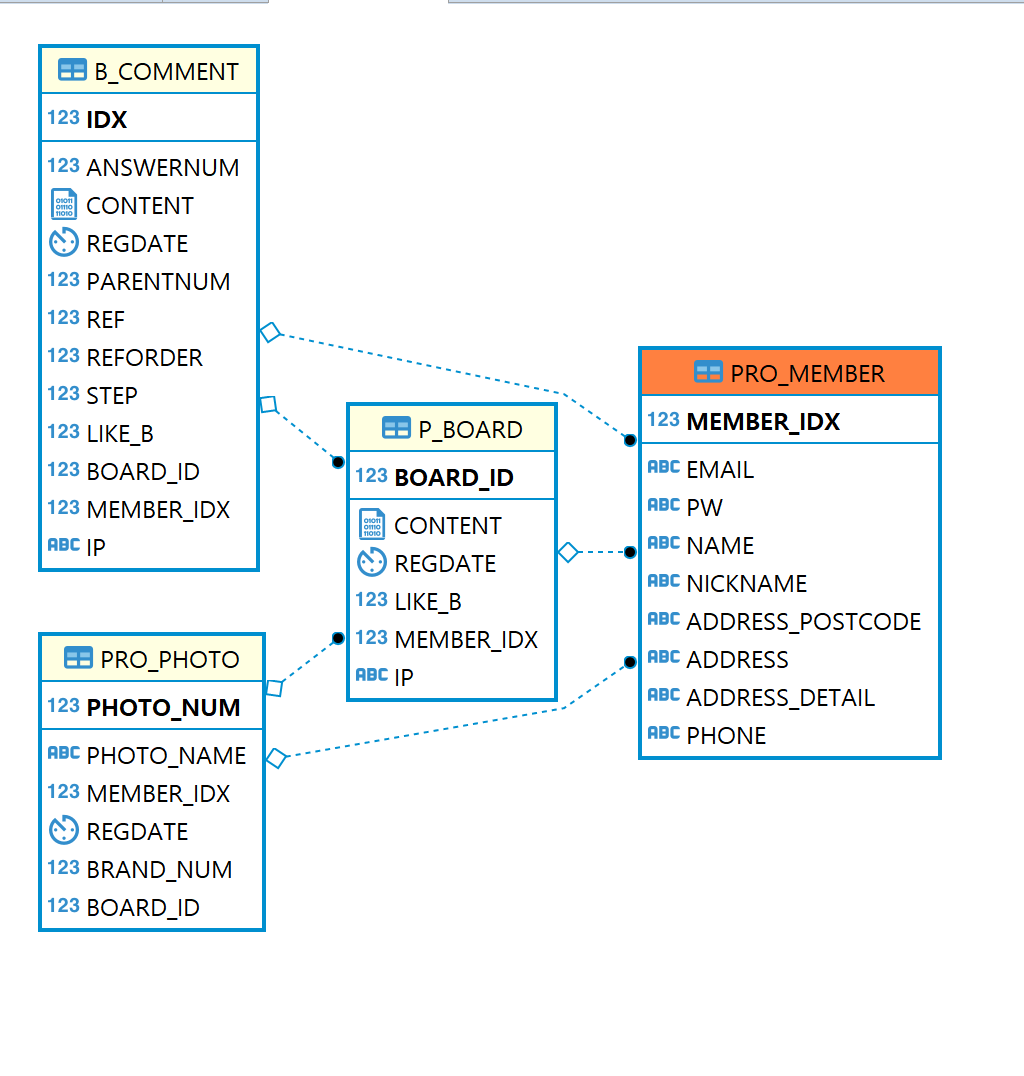 B_COMMENT
123 IDX
123 ANSWERNUM
CONTENT
REGDATE
123 PARENTNUM
123 REF
123 REFORDER
123 STEP
123 LIKE_B
123 BOARD_ID
123 MEMBER_IDX
ABC IP
P_BOARD
123 BOARD_ID
01011 01110 11010 CONTENT
REGDATE
123 LIKE_B
123 MEMBER_IDX
ABC IP
PRO_MEMBER
123 MEMBER_IDX
ABC EMAIL
ABC PW
ABC NAME
ABC NICKNAME
ABC ADDRESS_POSTCODE
ABC ADDRESS
ABC ADDRESS_DETAIL
ABC PHONE
PRO_PHOTO
123 PHOTO_NUM
ABC PHOTO_NAME
123 MEMBER_IDX
REGDATE
123 BRAND_NUM
123 BOARD_ID